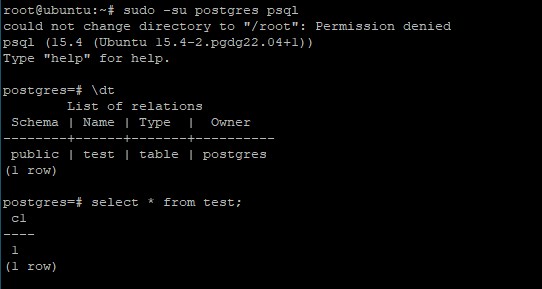 root@ubuntu:~# sudo -su postgres psql
could not change directory to "/root": Permission denied
psql (15.4 (Ubuntu 15.4-2.pgdg22.04+1))
Type "help" for help.
postgres=# \dt
        List of relations
 Schema | Name | Type  |  Owner
--------+------+-------+----------
 public | test | table | postgres
(1 row)
postgres=# select * from test;
 c1
----
 1
(1 row)